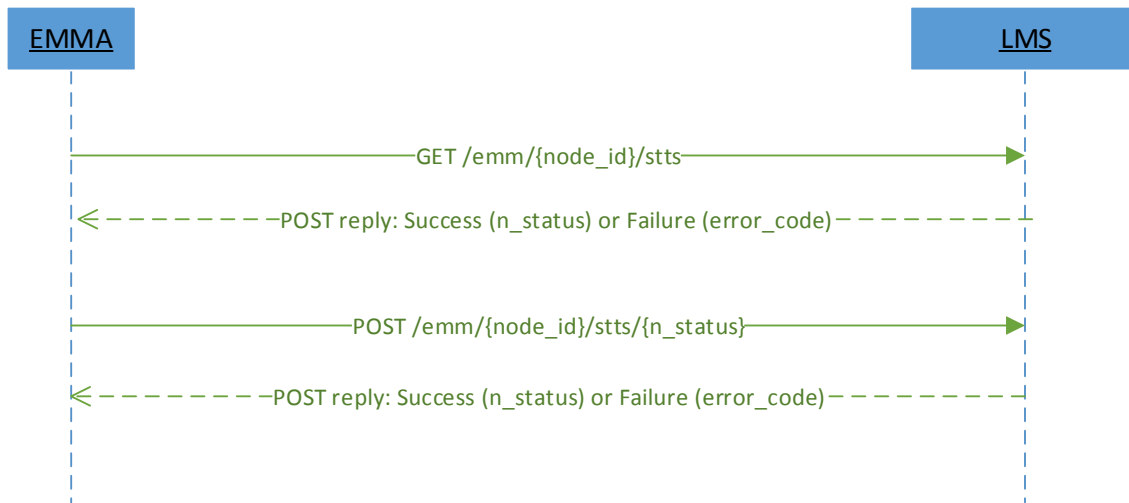 EMMA
LMS
GET /emm/{node_id}/stts
POST reply: Success (n_status) or Failure (error_code)
POST /emm/{node_id}/stts/{n_status}
POST reply: Success (n_status) or Failure (error_code)